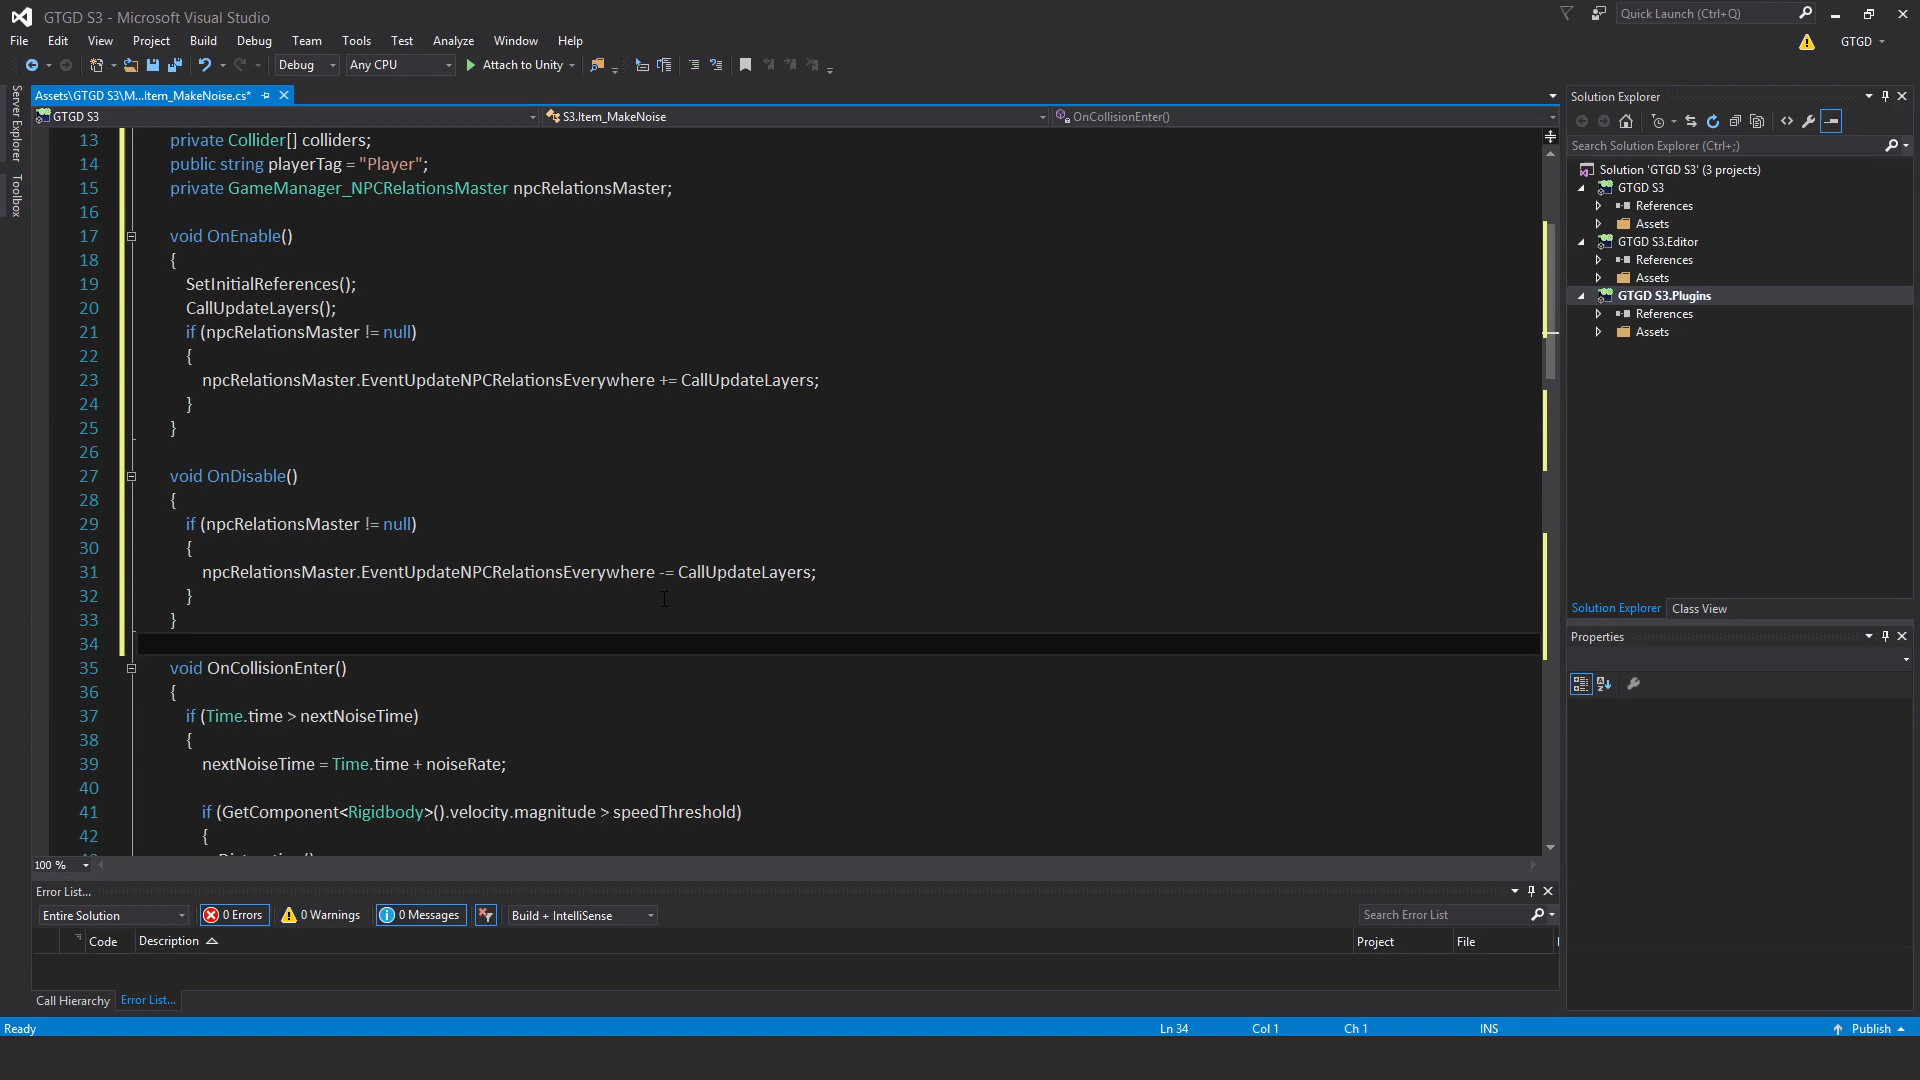 GTGD S3 - Microsoft Visual Studio
Quick Launch (Ctrl+Q)
File Edit View Project Build Debug Team Tools Test Analyze Window Help
GTGD
Debug
Any CPU
Attach to Unity
Server Explorer
Toolbox
Assets\GTGD S3\M...Item_MakeNoise.cs*
GTGD S3
S3.Item_MakeNoise
OnCollisionEnter()
13 private Collider[] colliders;
14 public string playerTag = "Player";
15 private GameManager_NPCRelationsMaster npcRelationsMaster;
16
17 void OnEnable()
18 {
19 SetInitialReferences();
20 CallUpdateLayers();
21 if (npcRelationsMaster != null)
22 {
23 npcRelationsMaster.EventUpdateNPCRelationsEverywhere += CallUpdateLayers;
24 }
25 }
26
27 void OnDisable()
28 {
29 if (npcRelationsMaster != null)
30 {
31 npcRelationsMaster.EventUpdateNPCRelationsEverywhere -= CallUpdateLayers;
32 }
33 }
34
35 void OnCollisionEnter()
36 {
37 if (Time.time > nextNoiseTime)
38 {
39 nextNoiseTime = Time.time + noiseRate;
40
41 if (GetComponent<Rigidbody>().velocity.magnitude > speedThreshold)
42 {
100 %
Error List...
Entire Solution
0 Errors
0 Warnings
0 Messages
Build + IntelliSense
Search Error List
Code
Description
Project
File
Call Hierarchy
Error List...
Solution Explorer
Search Solution Explorer (Ctrl+;)
Solution 'GTGD S3' (3 projects)
GTGD S3
References
Assets
GTGD S3.Editor
References
Assets
GTGD S3.Plugins
References
Assets
Solution Explorer
Class View
Properties
Ready
Ln 34
Col 1
Ch 1
INS
Publish